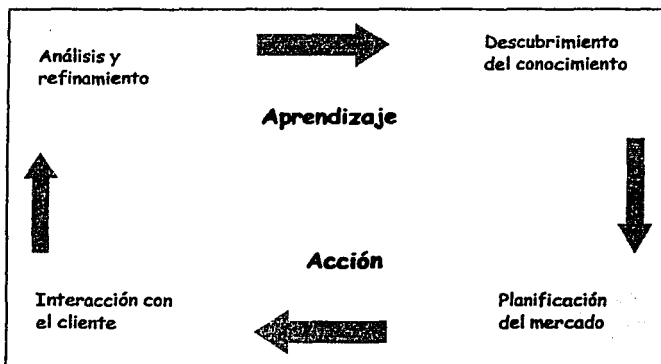 Análisis y
refinamiento
Descubrimiento
del conocimiento
Aprendizaje
Acción
Interacción con
el cliente
Planificación
del mercado